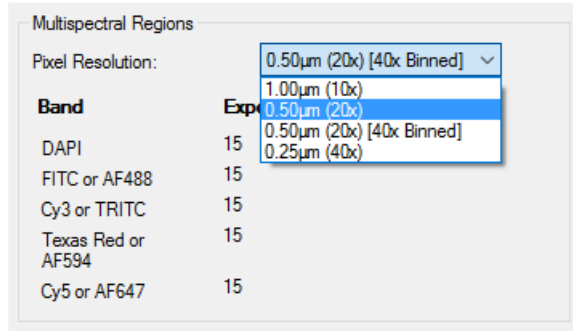 Multispectral Regions
Pixel Resolution: 0.50µm (20x) [40x Binned]
1.00µm (10x)
0.50µm (20x)
0.50µm (20x) [40x Binned]
0.25µm (40x)
Band
DAPI 15
FITC or AF488 15
Cy3 or TRITC 15
Texas Red or 15
AF594
Cy5 or AF647 15